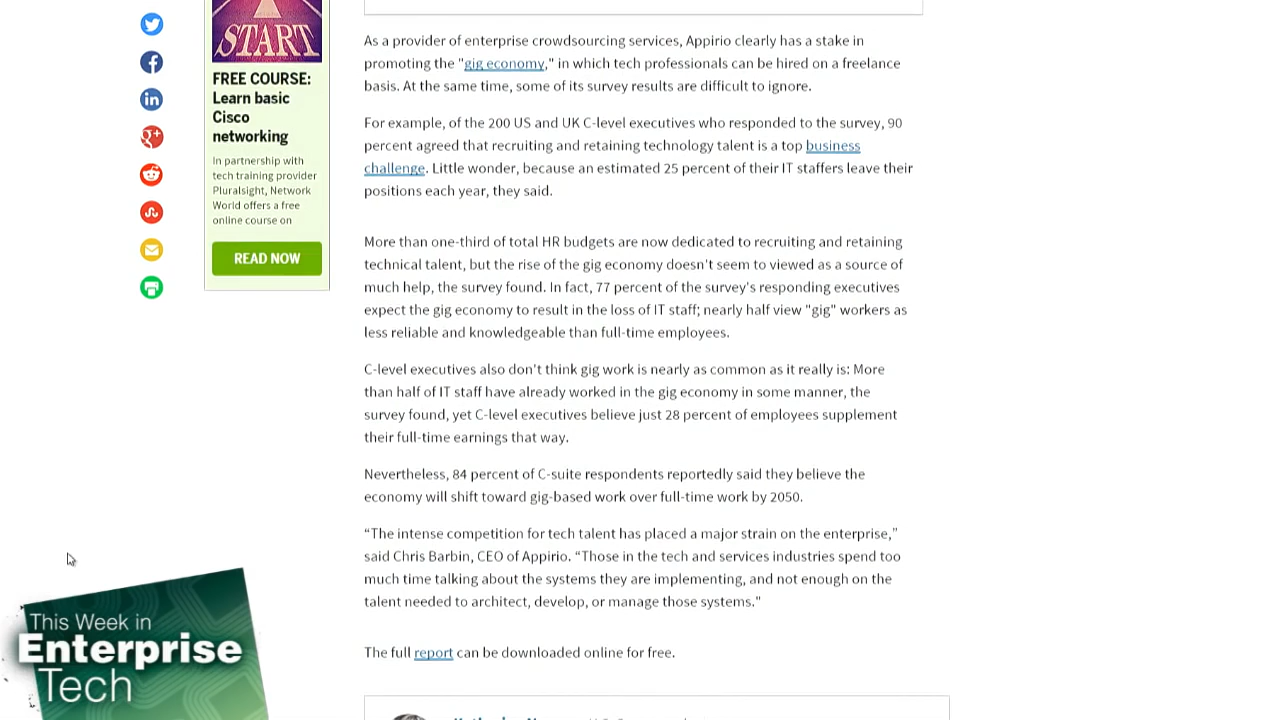 START
FREE COURSE:
Learn basic
Cisco
networking
In partnership with
tech training provider
Pluralsight, Network
World offers a free
online course on
READ NOW
As a provider of enterprise crowdsourcing services, Appirio clearly has a stake in
promoting the "gig economy," in which tech professionals can be hired on a freelance
basis. At the same time, some of its survey results are difficult to ignore.
For example, of the 200 US and UK C-level executives who responded to the survey, 90
percent agreed that recruiting and retaining technology talent is a top business
challenge. Little wonder, because an estimated 25 percent of their IT staffers leave their
positions each year, they said.
More than one-third of total HR budgets are now dedicated to recruiting and retaining
technical talent, but the rise of the gig economy doesn't seem to viewed as a source of
much help, the survey found. In fact, 77 percent of the survey's responding executives
expect the gig economy to result in the loss of IT staff; nearly half view "gig" workers as
less reliable and knowledgeable than full-time employees.
C-level executives also don't think gig work is nearly as common as it really is: More
than half of IT staff have already worked in the gig economy in some manner, the
survey found, yet C-level executives believe just 28 percent of employees supplement
their full-time earnings that way.
Nevertheless, 84 percent of C-suite respondents reportedly said they believe the
economy will shift toward gig-based work over full-time work by 2050.
“The intense competition for tech talent has placed a major strain on the enterprise,”
said Chris Barbin, CEO of Appirio. “Those in the tech and services industries spend too
much time talking about the systems they are implementing, and not enough on the
talent needed to architect, develop, or manage those systems.”
The full report can be downloaded online for free.
This Week in
Enterprise
Tech